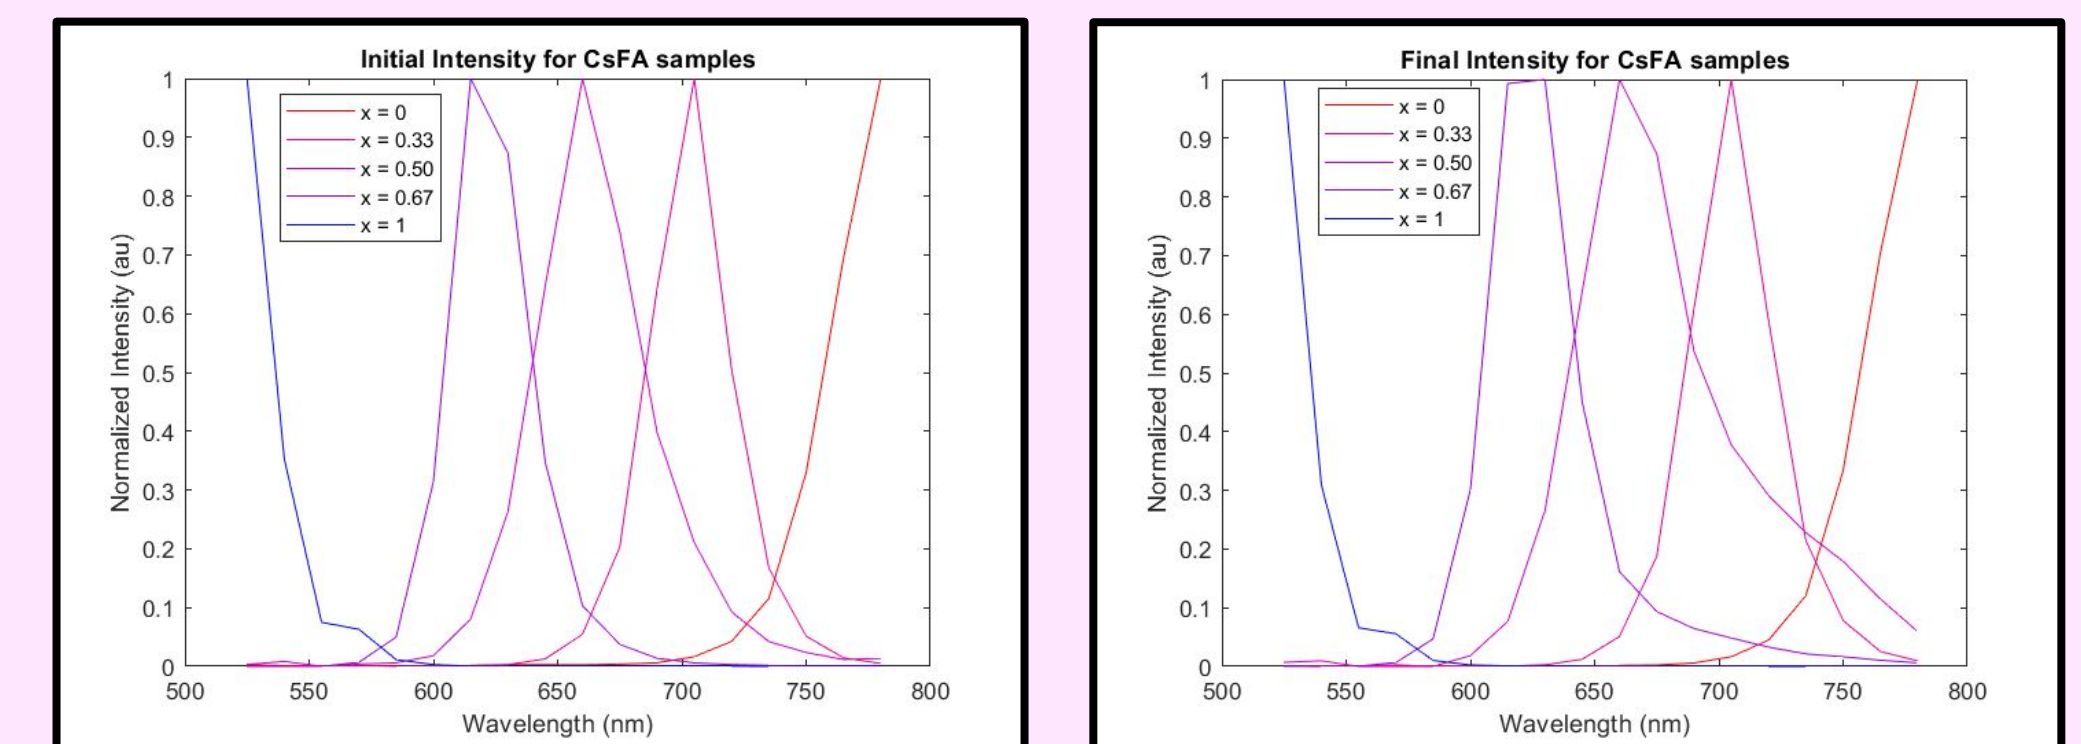 Initial Intensity for CsFA samples
Normalized Intensity (au)
1
0.9
0.8
0.7
0.6
0.5
0.4
0.3
0.2
0.1
0
x = 0
x = 0.33
x = 0.50
x = 0.67
x = 1
500 550 600 650 700 750 800
Wavelength (nm)
Final Intensity for CsFA samples
Normalized Intensity (au)
1
0.9
0.8
0.7
0.6
0.5
0.4
0.3
0.2
0.1
0
x = 0
x = 0.33
x = 0.50
x = 0.67
x = 1
500 550 600 650 700 750 800
Wavelength (nm)